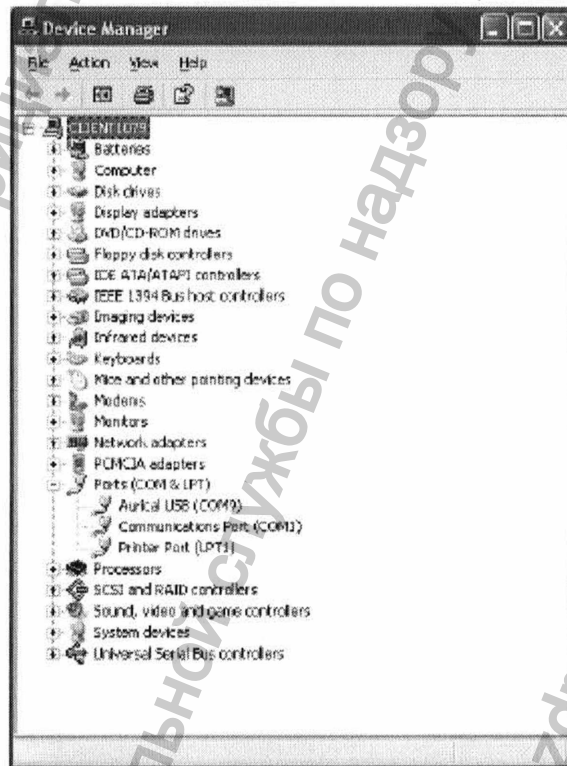 Device Manager
File Action View Help
CLIENT1079
Batteries
Computer
Disk drives
Display adapters
DVD/CD-ROM drives
Floppy disk controllers
IDE ATA/ATAPI controllers
IEEE 1394 Bus host controllers
Imaging devices
Infrared devices
Keyboards
Mice and other pointing devices
Modems
Monitors
Network adapters
PCMCIA adapters
Ports (COM & LPT)
Aurical USB (COM9)
Communications Port (COM1)
Printer Port (LPT1)
Processors
SCSI and RAID controllers
Sound, video and game controllers
System devices
Universal Serial Bus controllers
службы по надзору